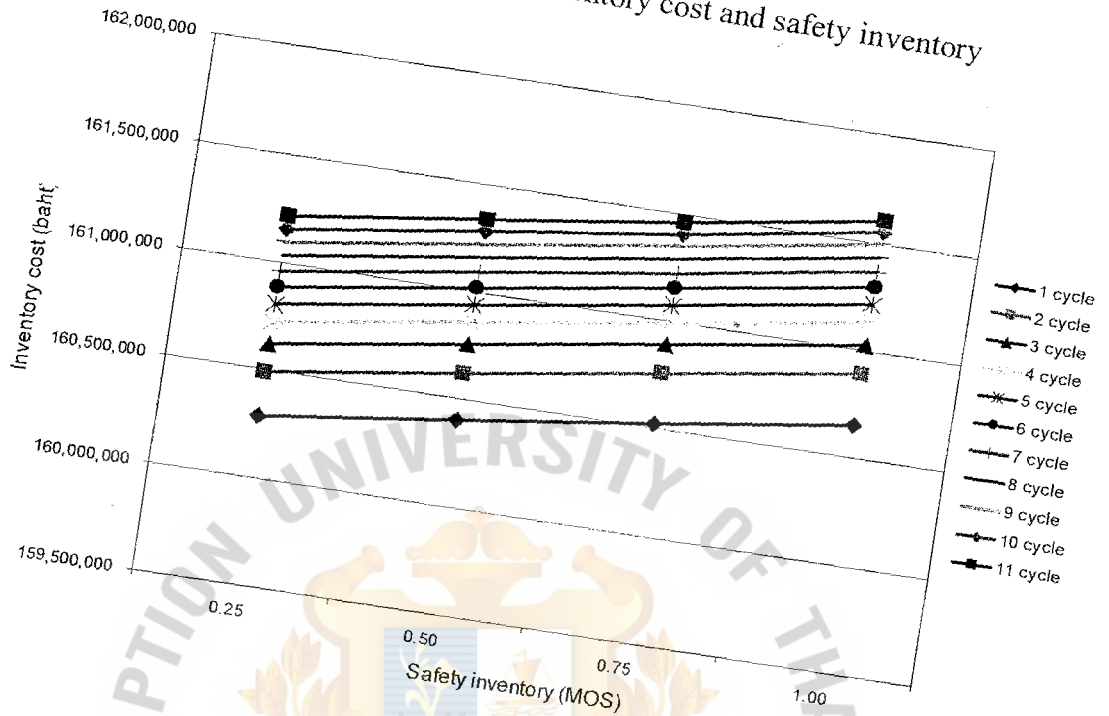 cost and safety inventory
162,000,000
161,500,000
161,000,000
160,500,000
160,000,000
159,500,000
Inventory cost (baht)
0.25
0.50
0.75
1.00
Safety inventory (MOS)
1 cycle
2 cycle
3 cycle
4 cycle
5 cycle
6 cycle
7 cycle
8 cycle
9 cycle
10 cycle
11 cycle
UNIVERSITY OF